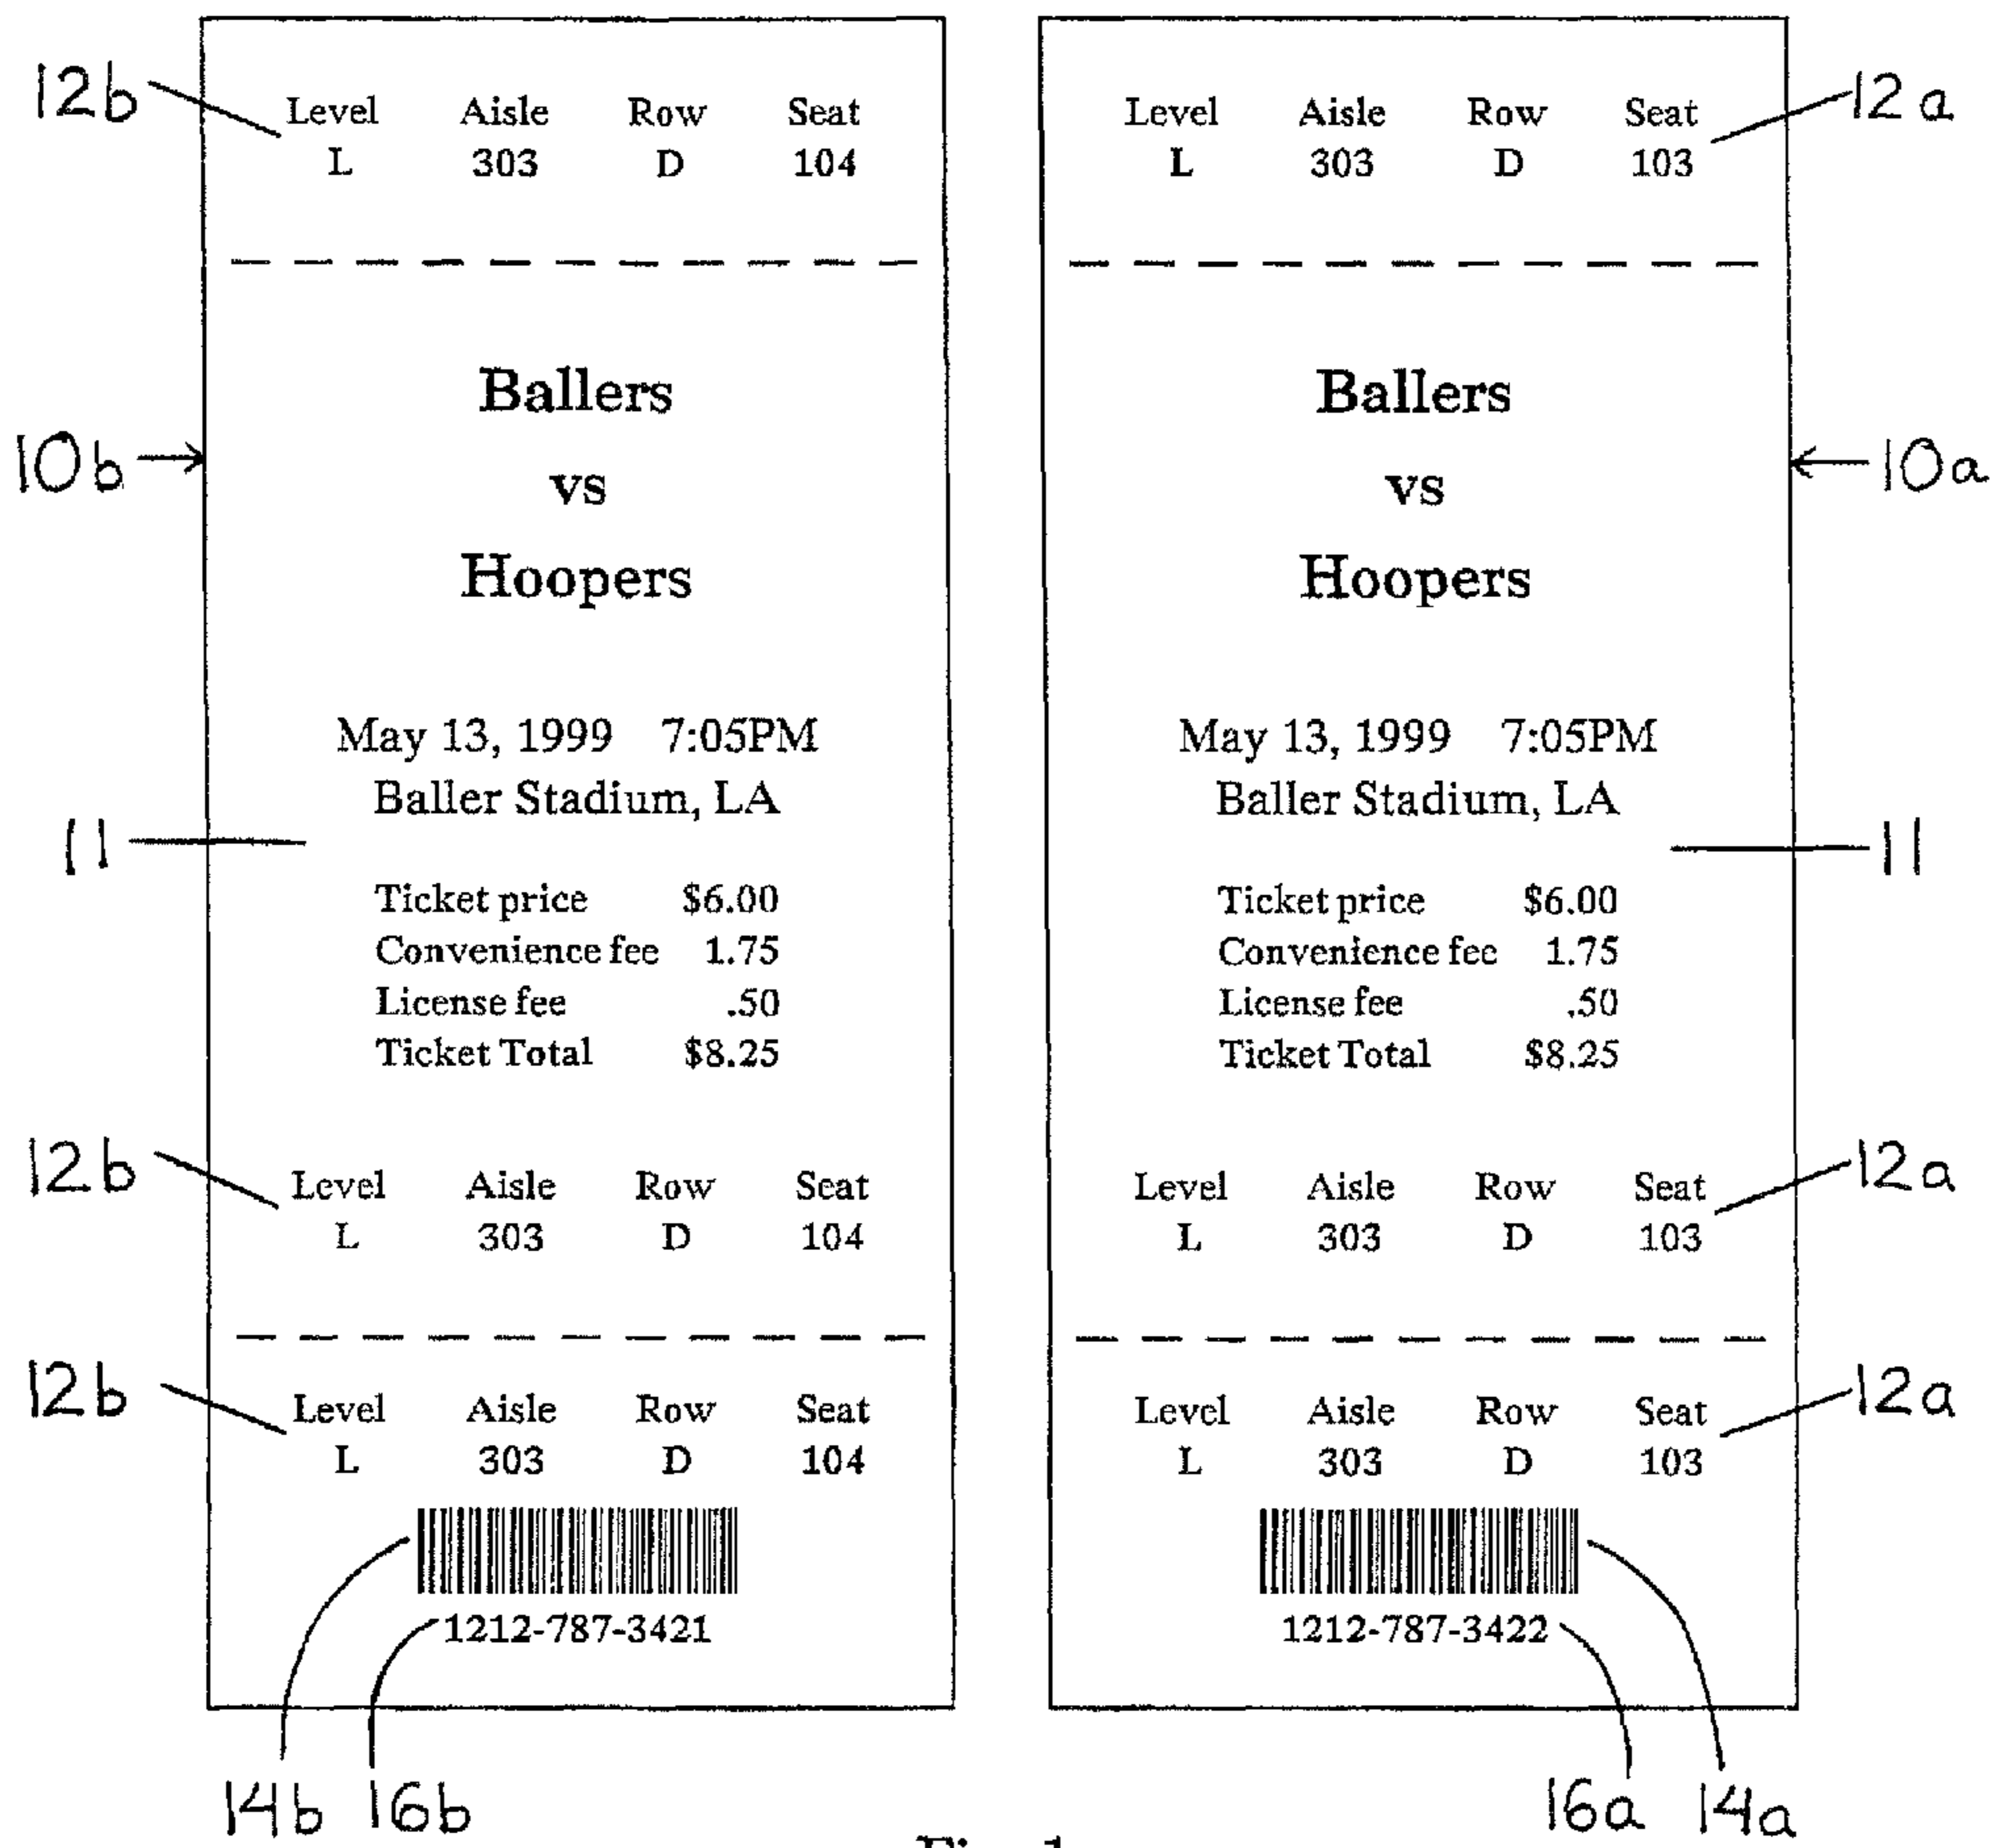 12b
Level Aisle Row Seat
L 303 D 104
10b
Ballers
vs
Hoopers
May 13, 1999 7:05PM
Baller Stadium, LA
11
Ticket price $6.00
Convenience fee 1.75
License fee .50
Ticket Total $8.25
12b
Level Aisle Row Seat
L 303 D 104
12b
Level Aisle Row Seat
L 303 D 104
1212-787-3421
14b 16b
12a
Level Aisle Row Seat
L 303 D 103
10a
Ballers
vs
Hoopers
May 13, 1999 7:05PM
Baller Stadium, LA
11
Ticket price $6.00
Convenience fee 1.75
License fee .50
Ticket Total $8.25
12a
Level Aisle Row Seat
L 303 D 103
12a
Level Aisle Row Seat
L 303 D 103
1212-787-3422
16a 14a